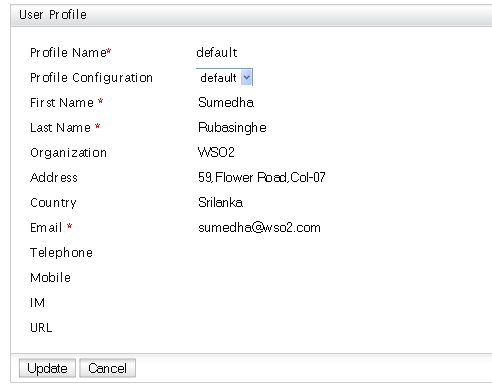 User Profile
Profile Name* default
Profile Configuration default
First Name * Sumedha
Last Name * Rubasinghe
Organization WSO2
Address 59,Flower Road,Col-07
Country Srilanka
Email * sumedha@wso2.com
Telephone
Mobile
IM
URL
Update Cancel